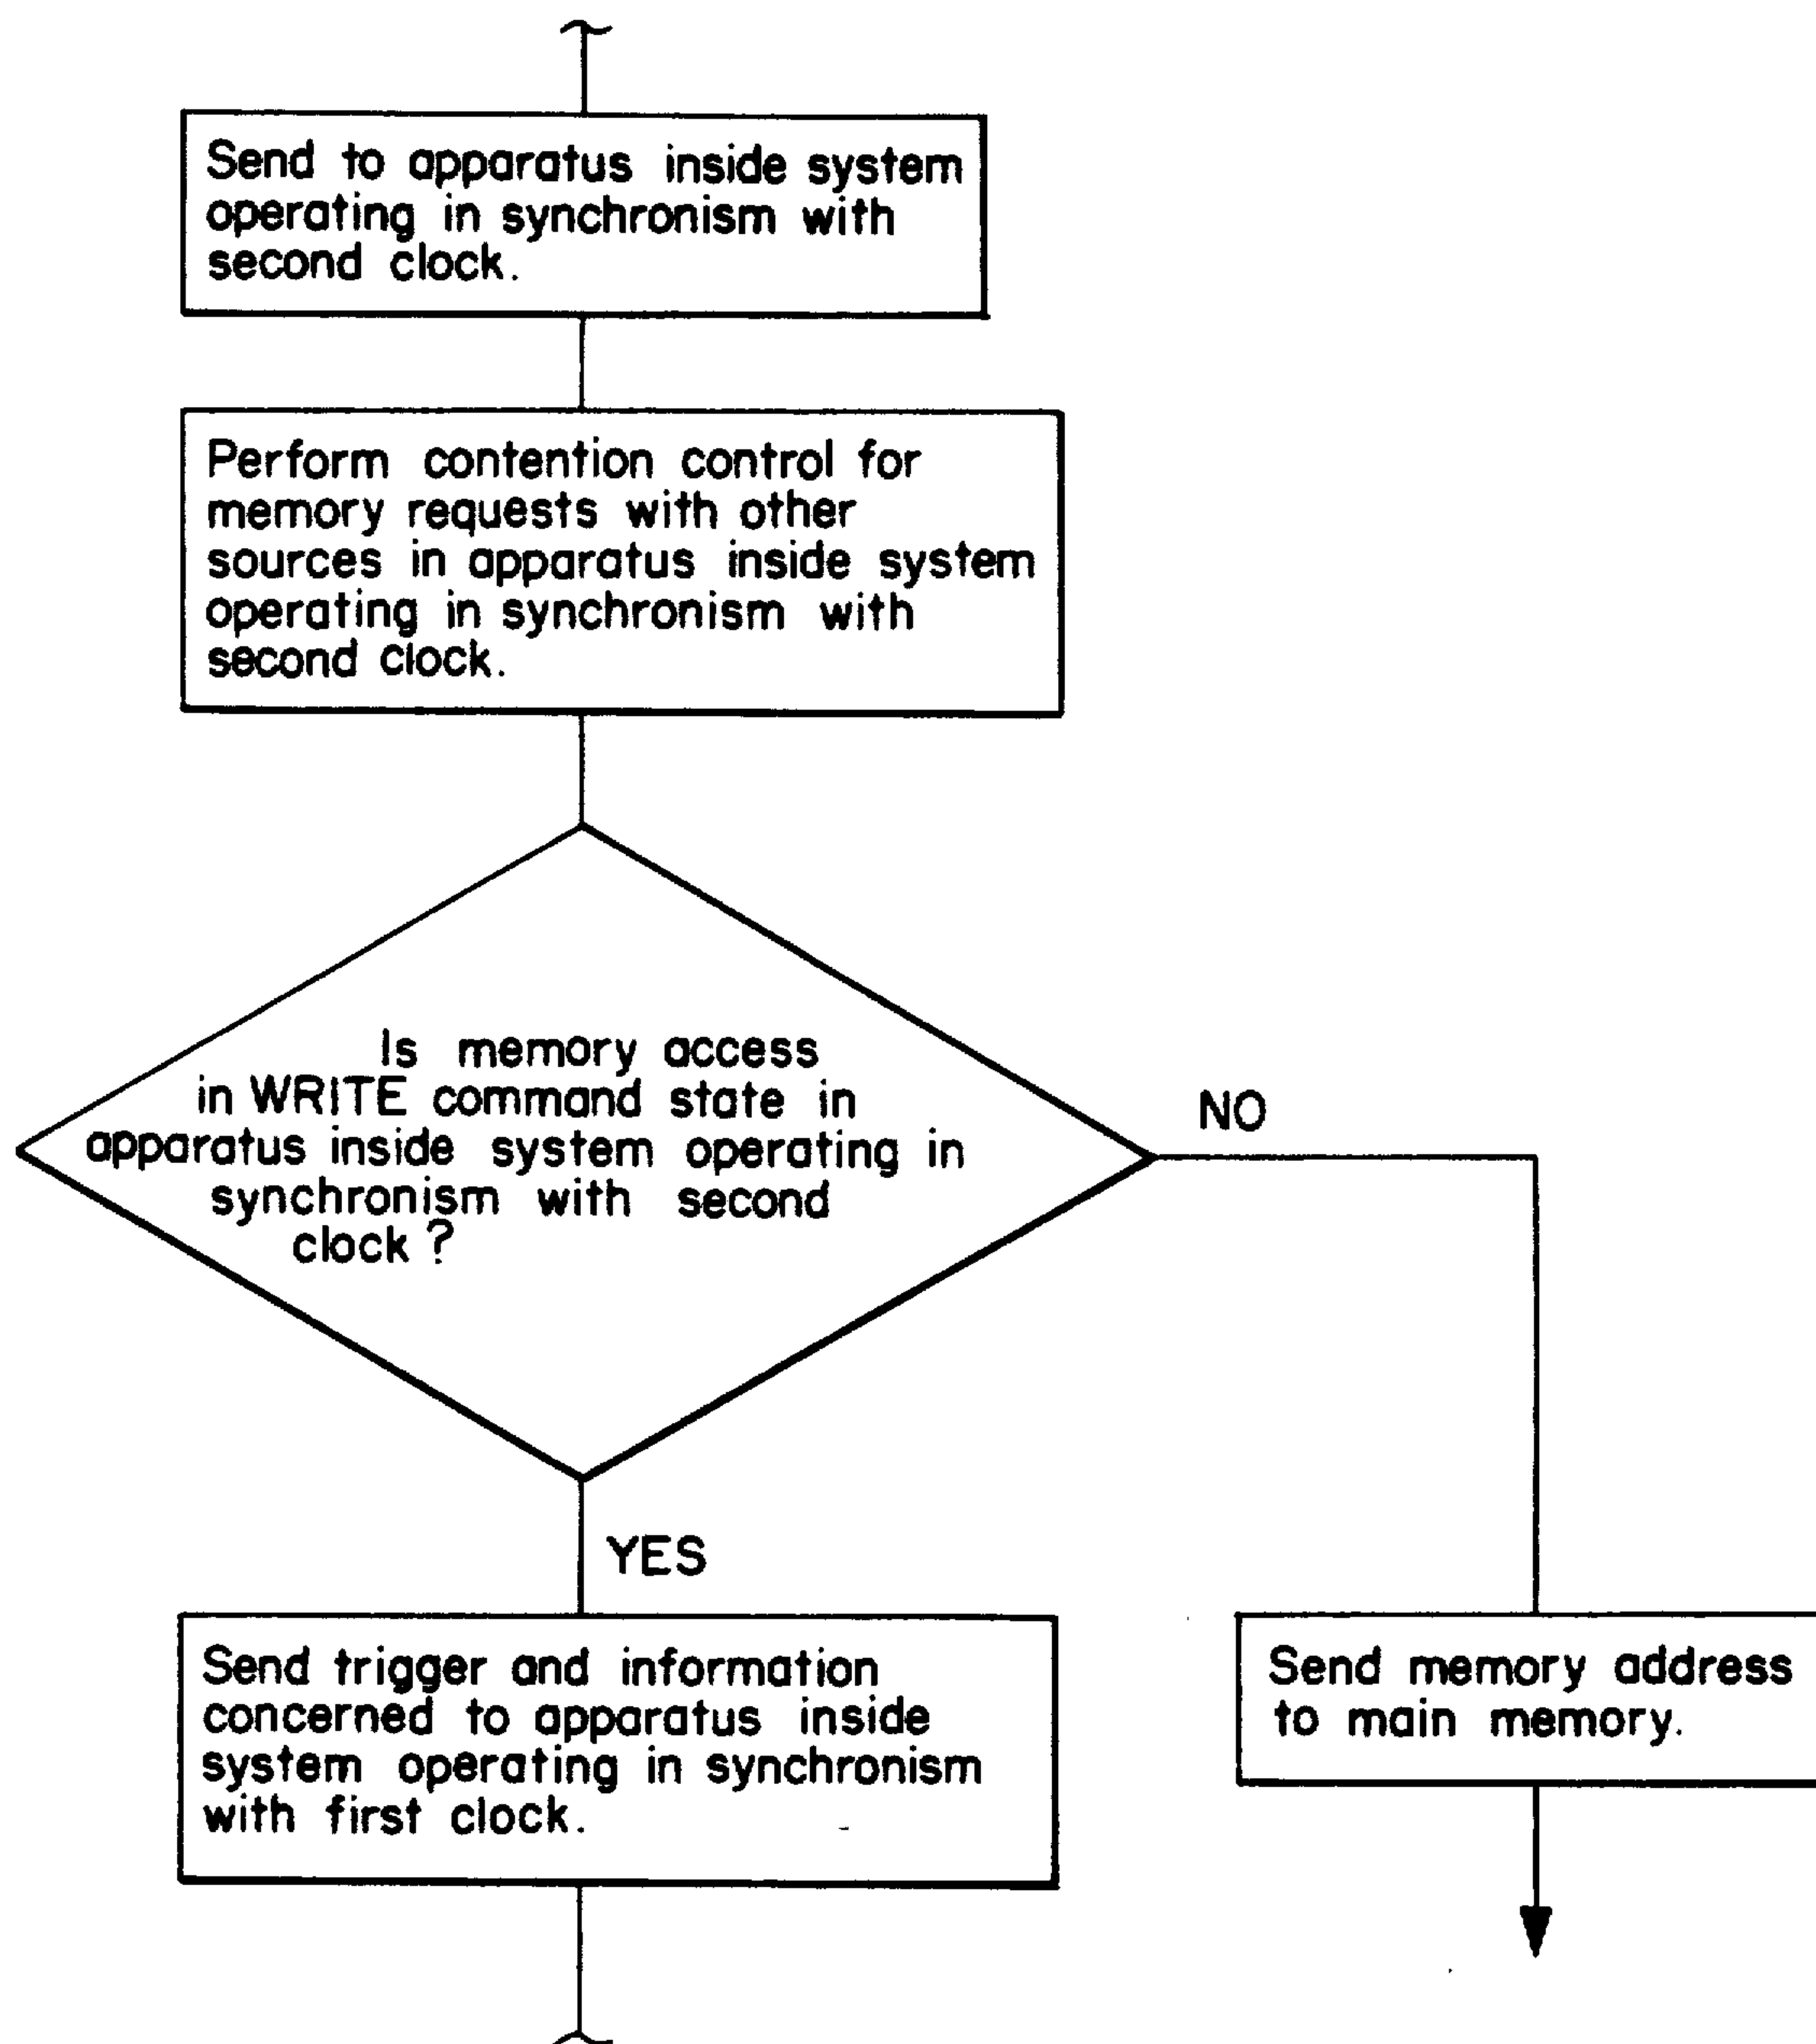 Send to apparatus inside system
operating in synchronism with
second clock.
Perform contention control for
memory requests with other
sources in apparatus inside system
operating in synchronism with
second clock.
Is memory access
in WRITE command state in
apparatus inside system operating in
synchronism with second
clock?
NO
YES
Send trigger and information
concerned to apparatus inside
system operating in synchronism
with first clock.
Send memory address
to main memory.